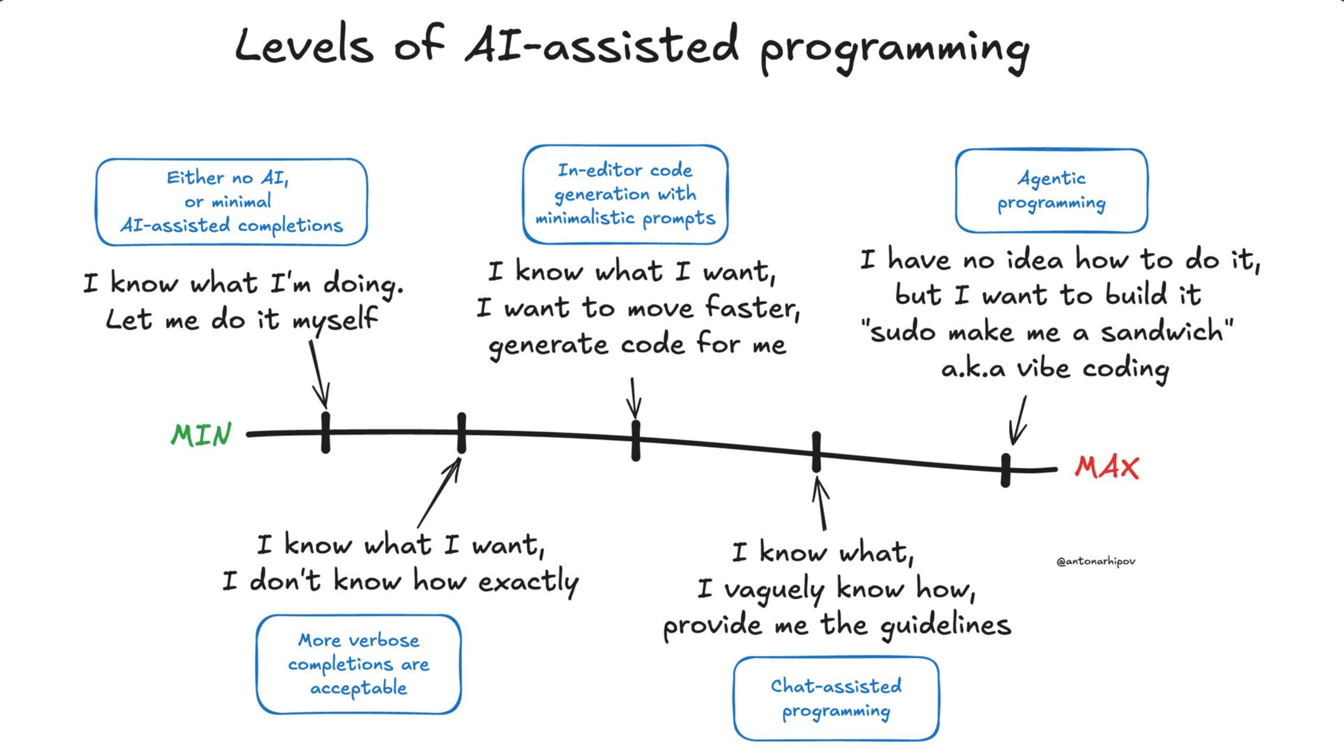 Levels of AI-assisted programming
Either no AI,
or minimal
AI-assisted completions
I know what I'm doing.
Let me do it myself
In-editor code
generation with
minimalistic prompts
I know what I want,
I want to move faster,
generate code for me
Agentic
programming
I have no idea how to do it,
but I want to build it
"sudo make me a sandwich"
a.k.a vibe coding
MIN
MAX
I know what I want,
I don't know how exactly
More verbose
completions are
acceptable
I know what,
I vaguely know how,
provide me the guidelines
Chat-assisted
programming
@antonarhipov